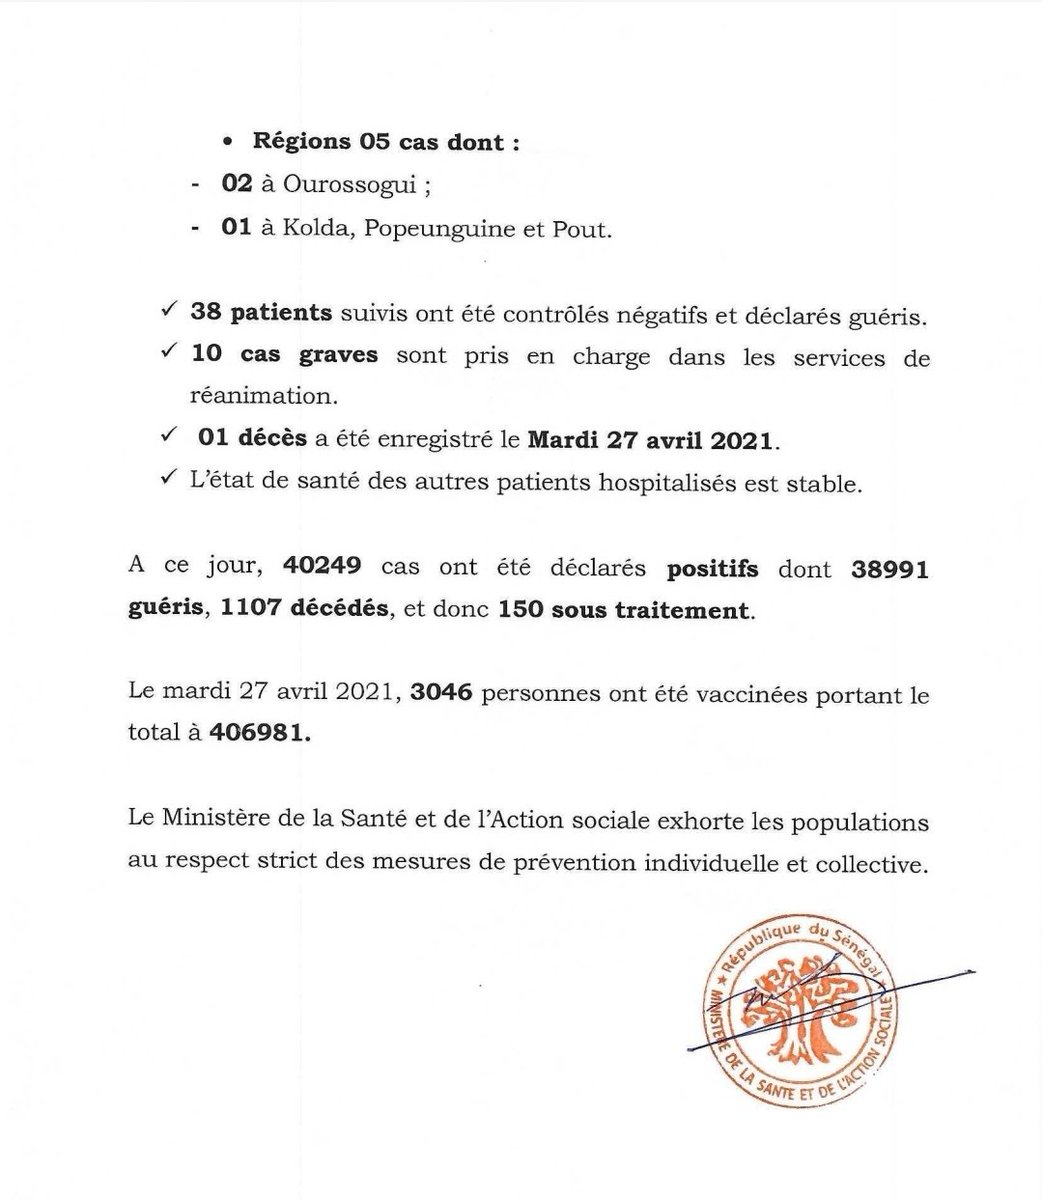 • Régions 05 cas dont :
- 02 à Ourossogui ;
- 01 à Kolda, Popeunguine et Pout.
✓ 38 patients suivis ont été contrôlés négatifs et déclarés guéris.
✓ 10 cas graves sont pris en charge dans les services de
réanimation.
✓ 01 décès a été enregistré le Mardi 27 avril 2021.
✓ L’état de santé des autres patients hospitalisés est stable.
A ce jour, 40249 cas ont été déclarés positifs dont 38991
guéris, 1107 décédés, et donc 150 sous traitement.
Le mardi 27 avril 2021, 3046 personnes ont été vaccinées portant le
total à 406981.
Le Ministère de la Santé et de l’Action sociale exhorte les populations
au respect strict des mesures de prévention individuelle et collective.
★ République du Sénégal ★
MINISTERE DE LA SANTE ET DE L'ACTION SOCIALE